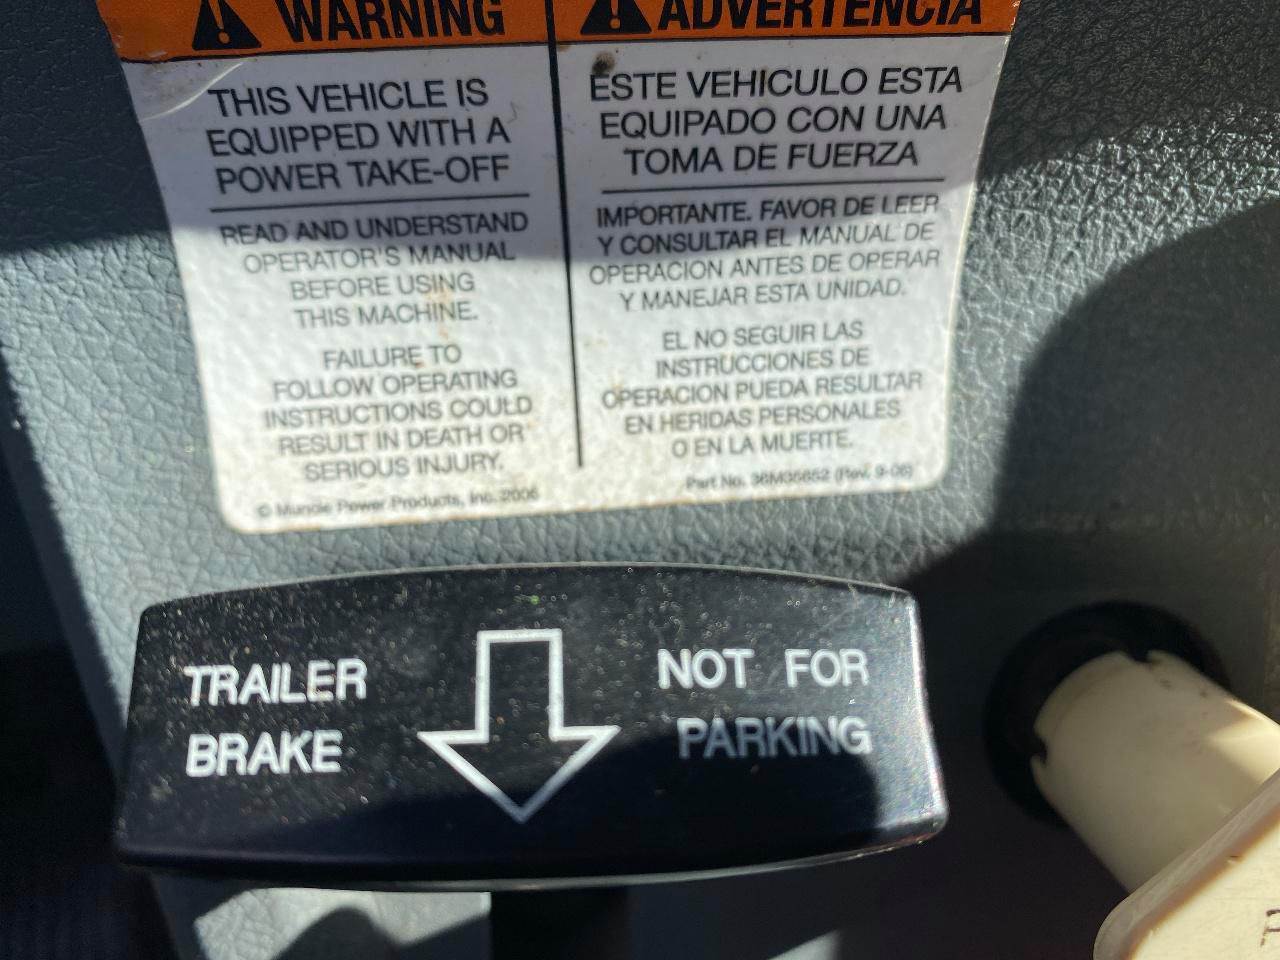 WARNING
THIS VEHICLE IS
EQUIPPED WITH A
POWER TAKE-OFF
READ AND UNDERSTAND
OPERATOR'S MANUAL
BEFORE USING
THIS MACHINE.
FAILURE TO
FOLLOW OPERATING
INSTRUCTIONS COULD
RESULT IN DEATH OR
SERIOUS INJURY.
© Muncie Power Products, Inc. 2006
ADVERTENCIA
ESTE VEHICULO ESTA
EQUIPADO CON UNA
TOMA DE FUERZA
IMPORTANTE. FAVOR DE LEER
Y CONSULTAR EL MANUAL DE
OPERACION ANTES DE OPERAR
Y MANEJAR ESTA UNIDAD.
EL NO SEGUIR LAS
INSTRUCCIONES DE
OPERACION PUEDA RESULTAR
EN HERIDAS PERSONALES
O EN LA MUERTE.
Part No. (Rev. 9-06)
TRAILER
BRAKE
NOT FOR
PARKING